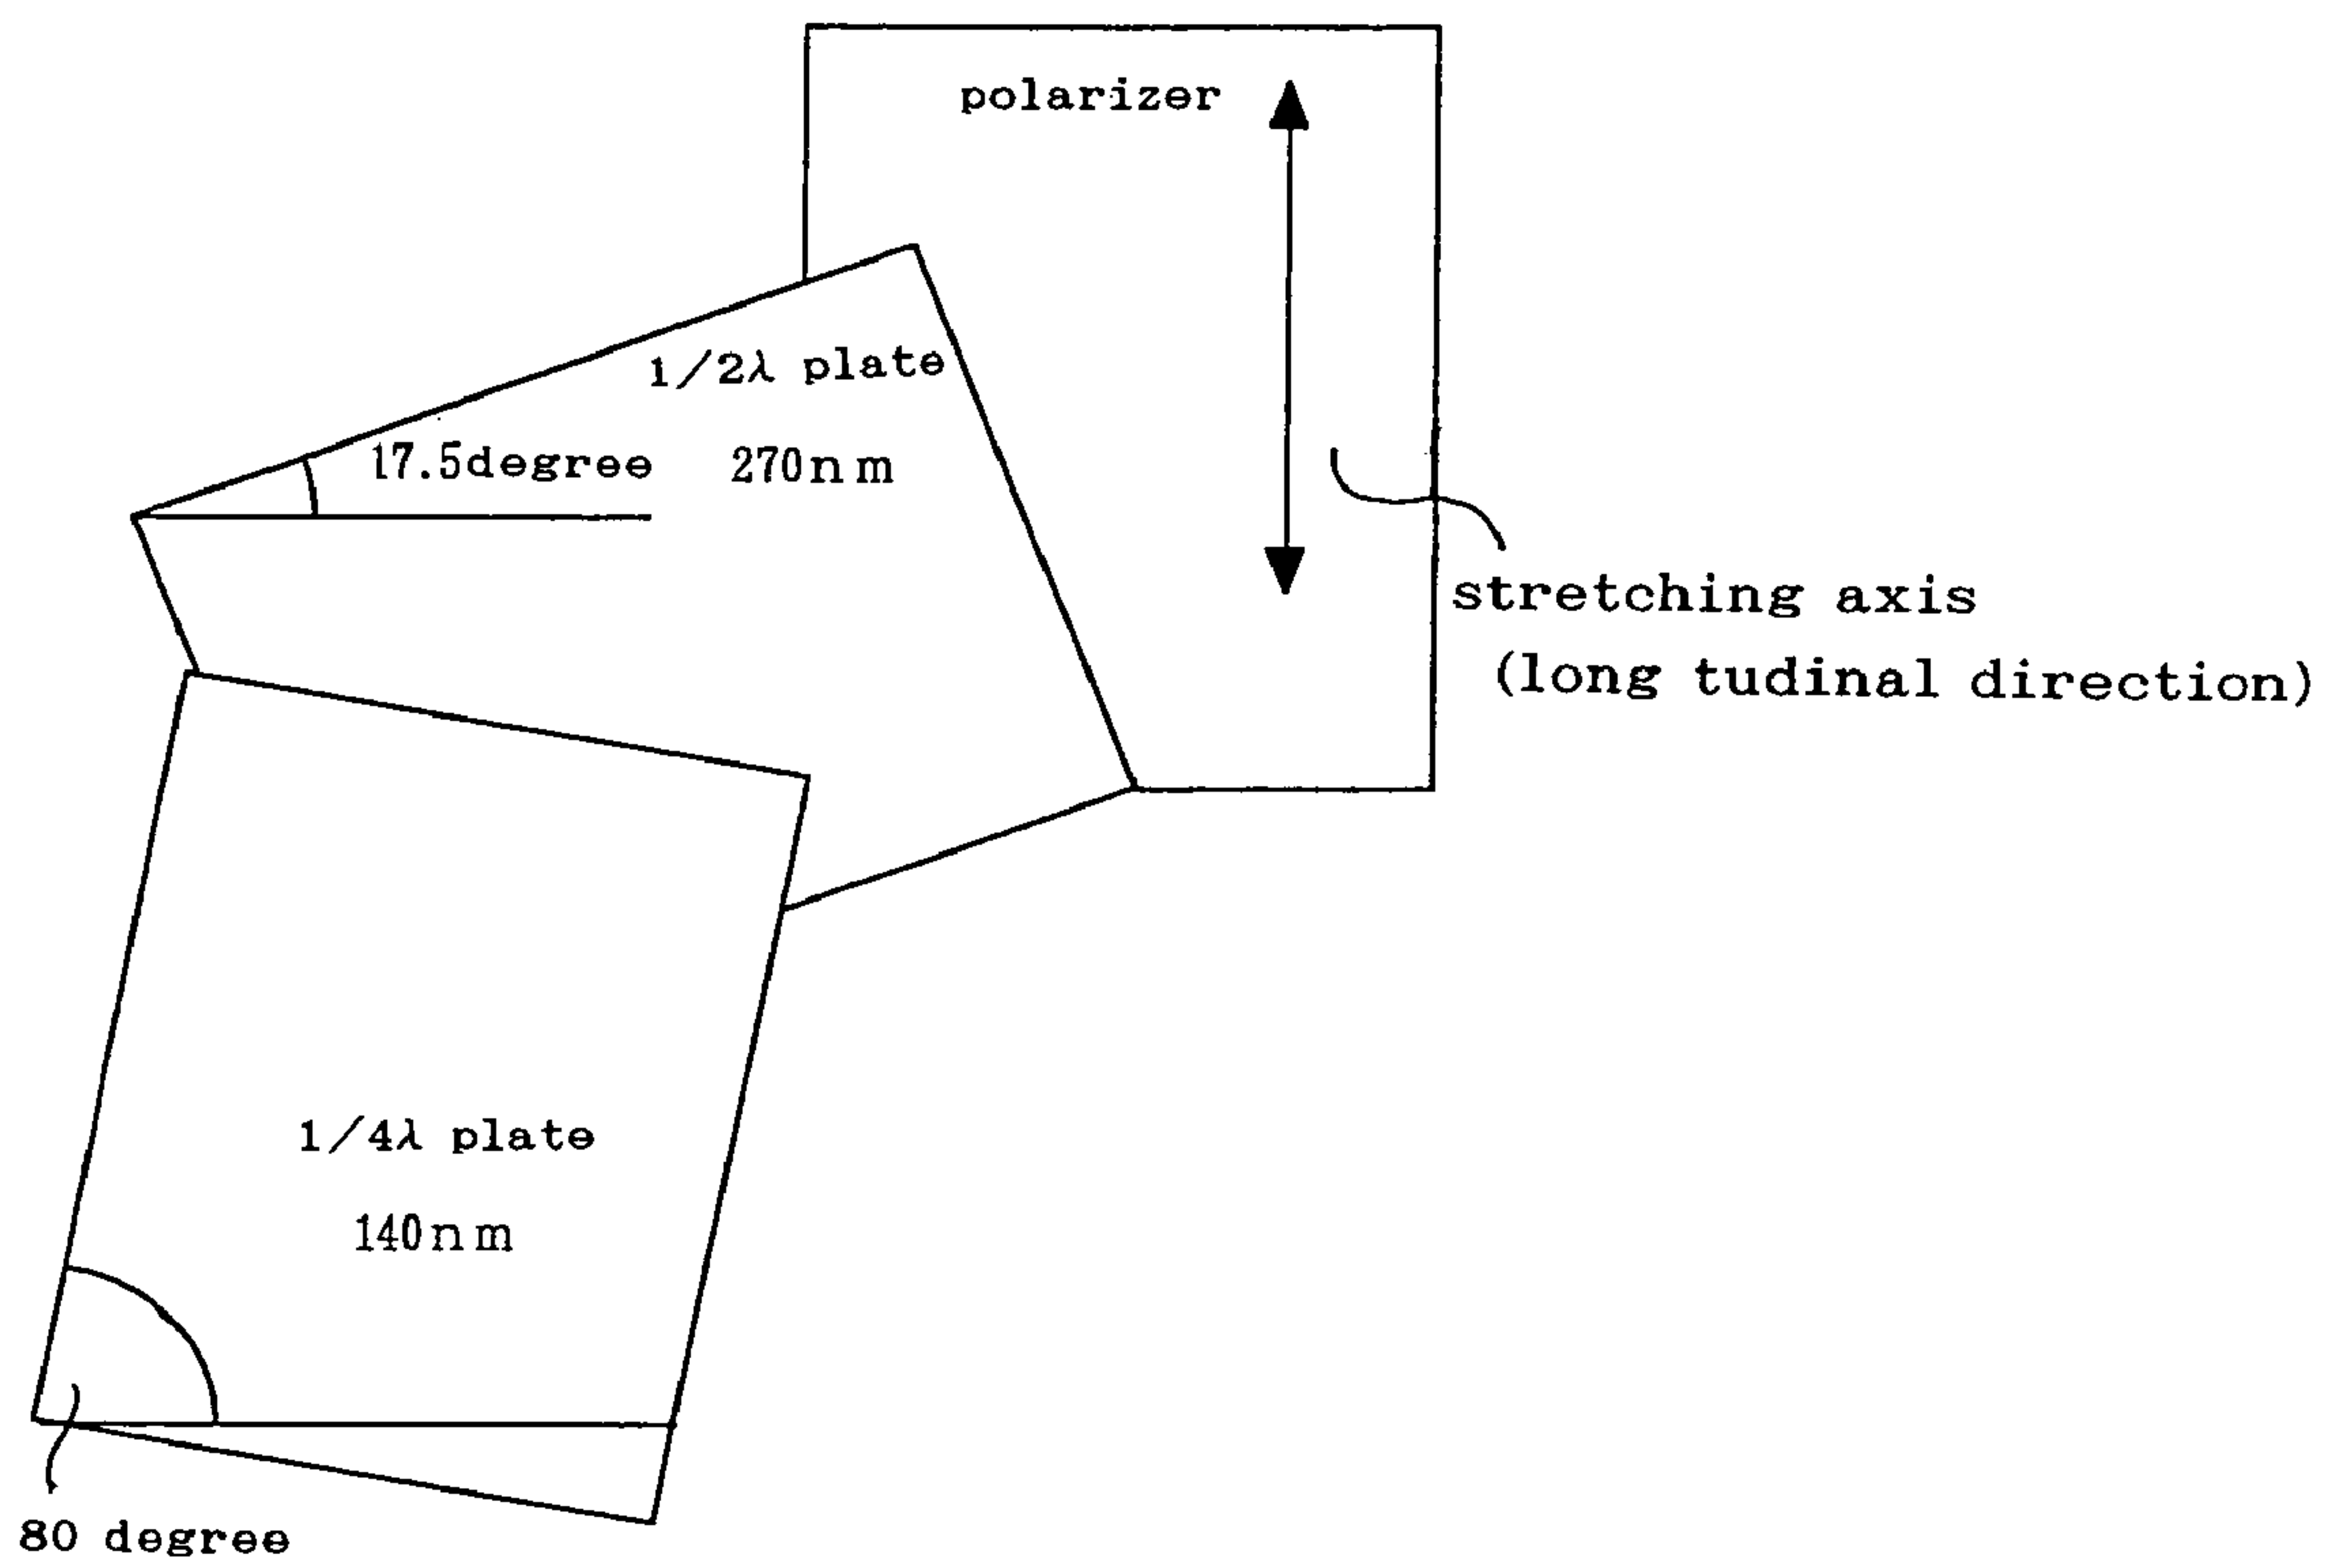 polarizer
1/2λ plate
17.5degree 270nm
stretching axis
(long tudinal direction)
1/4λ plate
140nm
80 degree